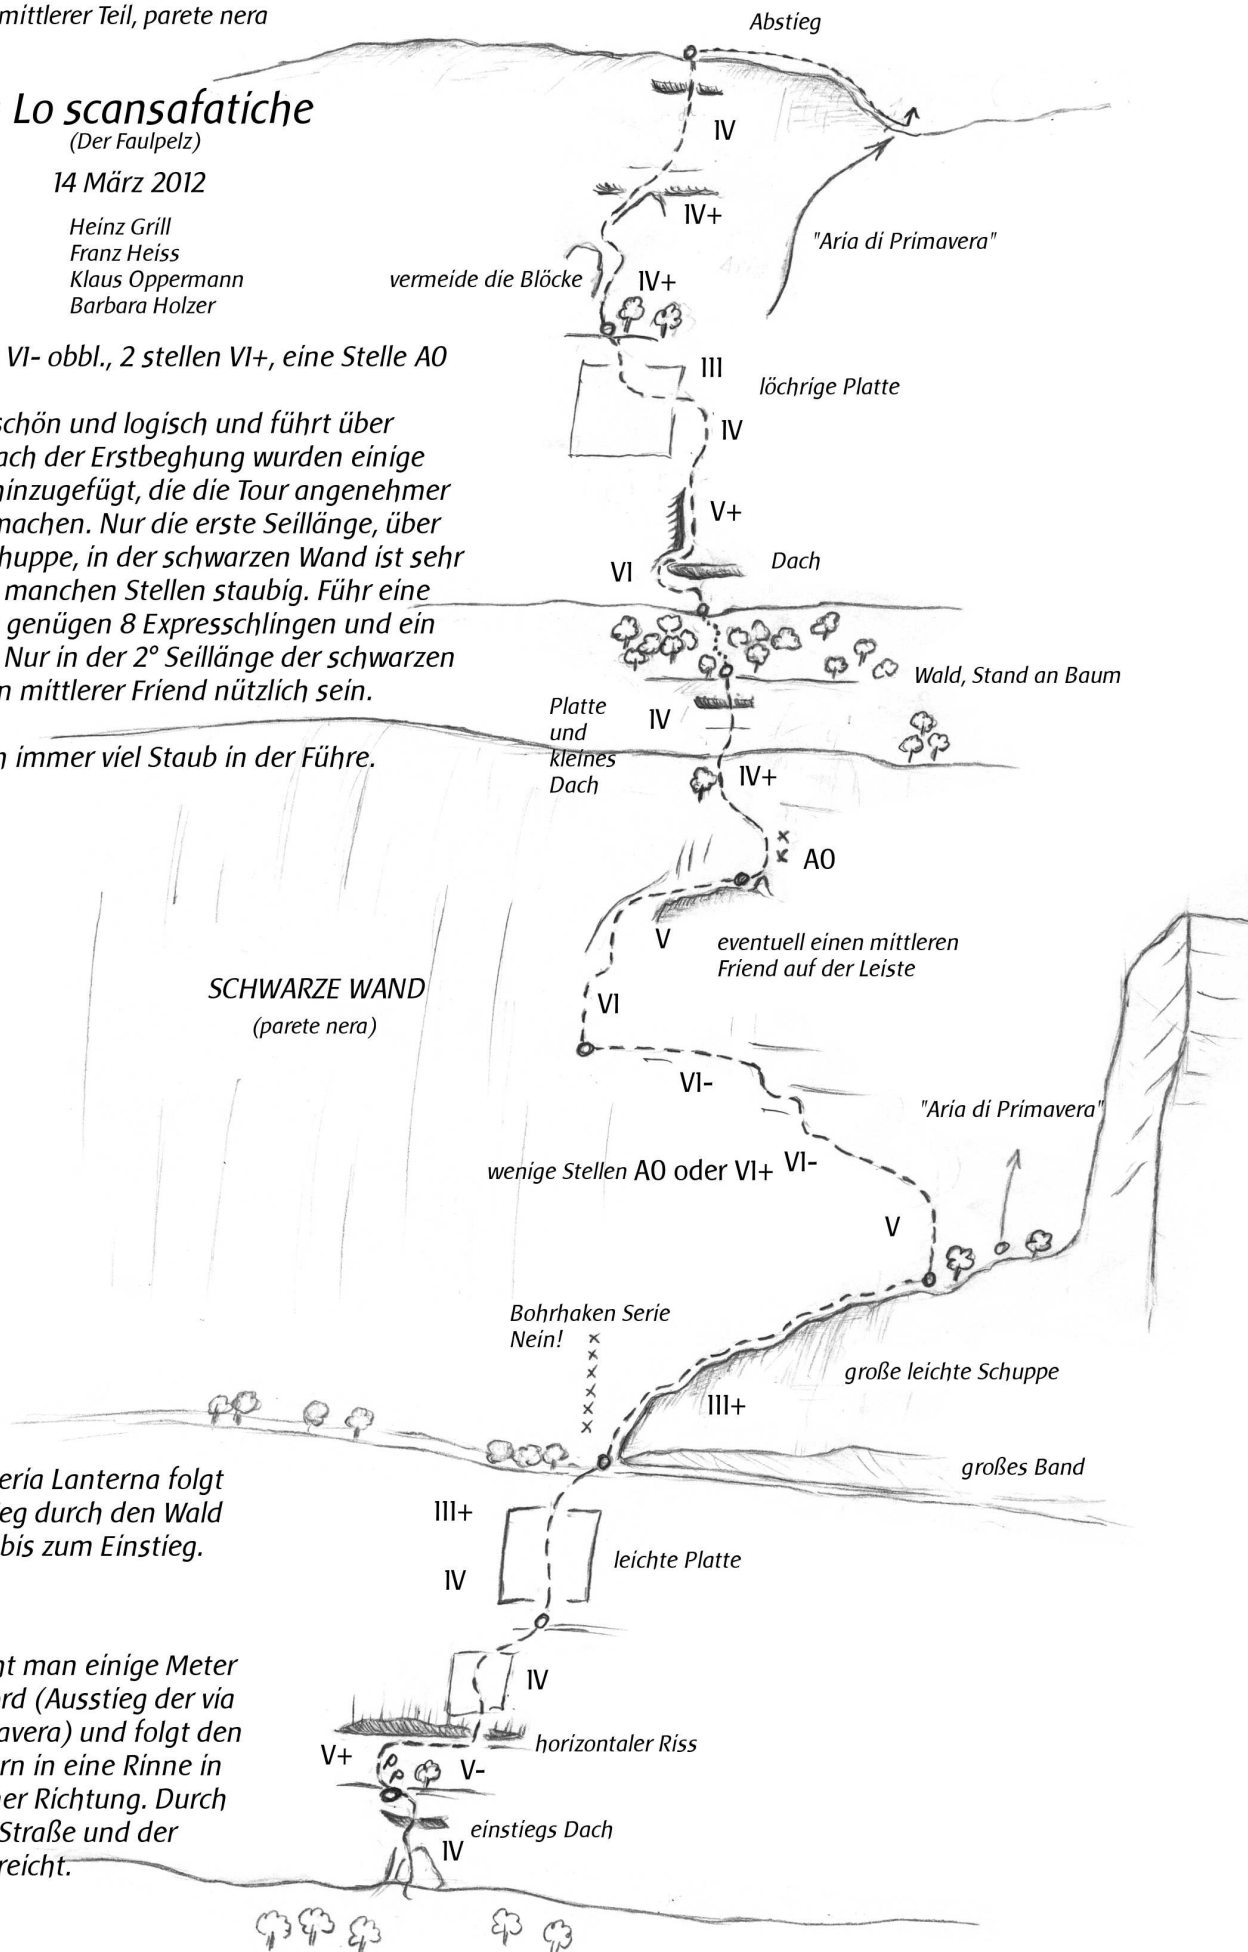 mittlerer Teil, parete nera
Abstieg
Lo scansafatiche
(Der Faulpelz)
14 März 2012
Heinz Grill
Franz Heiss
Klaus Oppermann
Barbara Holzer
VI- obbl., 2 stellen VI+, eine Stelle A0
schön und logisch und führt über
ach der Erstbeghung wurden einige
hinzugefügt, die die Tour angenehmer
machen. Nur die erste Seillänge, über
huppe, in der schwarzen Wand ist sehr
manchen Stellen staubig. Führ eine
genügen 8 Expresschlingen und ein
Nur in der 2° Seillänge der schwarzen
n mittlerer Friend nützlich sein.
h immer viel Staub in der Führe.
IV
IV+
"Aria di Primavera"
vermeide die Blöcke
IV+
III
löchrige Platte
IV
V+
Dach
VI
Wald, Stand an Baum
Platte
und
kleines
Dach
IV
IV+
A0
V
eventuell einen mittleren
Friend auf der Leiste
SCHWARZE WAND
(parete nera)
VI
VI-
"Aria di Primavera"
wenige Stellen A0 oder VI+
VI-
V
Bohrhaken Serie
Nein!
große leichte Schuppe
III+
großes Band
eria Lanterna folgt
eg durch den Wald
bis zum Einstieg.
III+
leichte Platte
IV
ht man einige Meter
rd (Ausstieg der via
avera) und folgt den
rn in eine Rinne in
er Richtung. Durch
Straße und der
reicht.
IV
horizontaler Riss
V+
V-
einstiegs Dach
IV